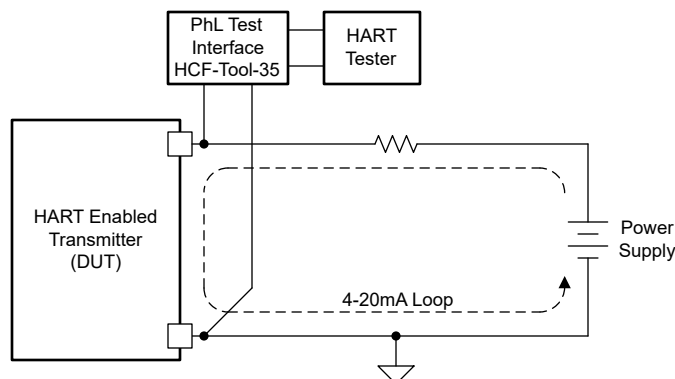 PhL Test
Interface
HCF-Tool-35
HART
Tester
HART Enabled
Transmitter
(DUT)
Power
Supply
4-20mA Loop